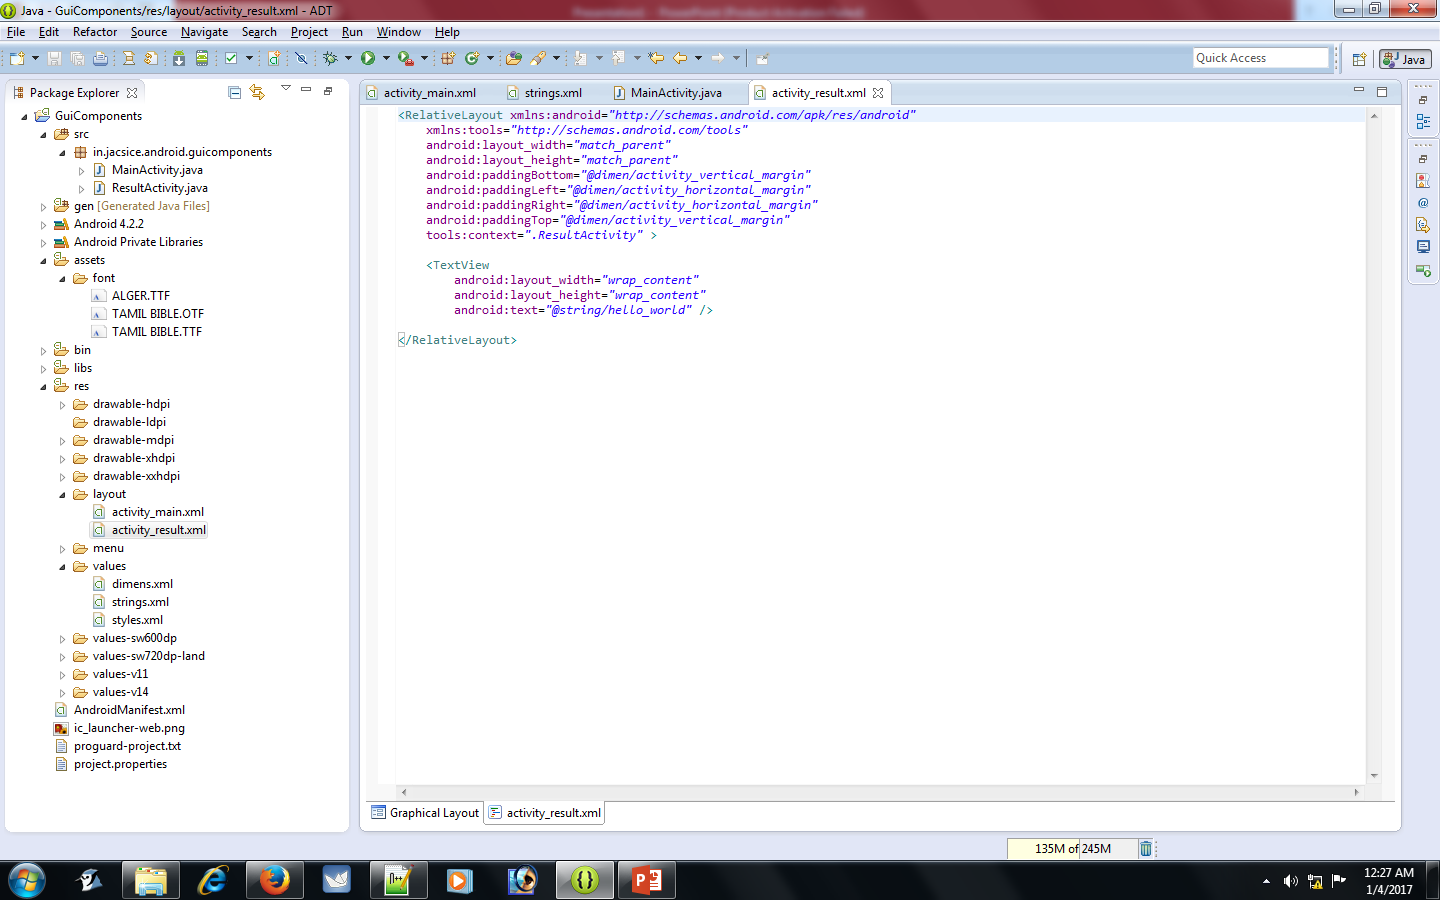 Java - GuiComponents/res/layout/activity_result.xml - ADT
File Edit Refactor Source Navigate Search Project Run Window Help
Quick Access
Java
Package Explorer
activity_main.xml
strings.xml
MainActivity.java
activity_result.xml
GuiComponents
src
in.jacsice.android.guicomponents
MainActivity.java
ResultActivity.java
gen [Generated Java Files]
Android 4.2.2
Android Private Libraries
assets
font
ALGER.TTF
TAMIL BIBLE.OTF
TAMIL BIBLE.TTF
bin
libs
res
drawable-hdpi
drawable-ldpi
drawable-mdpi
drawable-xhdpi
drawable-xxhdpi
layout
activity_main.xml
activity_result.xml
menu
values
dimens.xml
strings.xml
styles.xml
values-sw600dp
values-sw720dp-land
values-v11
values-v14
AndroidManifest.xml
ic_launcher-web.png
proguard-project.txt
project.properties
<RelativeLayout xmlns:android="http://schemas.android.com/apk/res/android"
    xmlns:tools="http://schemas.android.com/tools"
    android:layout_width="match_parent"
    android:layout_height="match_parent"
    android:paddingBottom="@dimen/activity_vertical_margin"
    android:paddingLeft="@dimen/activity_horizontal_margin"
    android:paddingRight="@dimen/activity_horizontal_margin"
    android:paddingTop="@dimen/activity_vertical_margin"
    tools:context=".ResultActivity" >
    <TextView
        android:layout_width="wrap_content"
        android:layout_height="wrap_content"
        android:text="@string/hello_world" />
</RelativeLayout>
Graphical Layout
activity_result.xml
135M of 245M
12:27 AM
1/4/2017